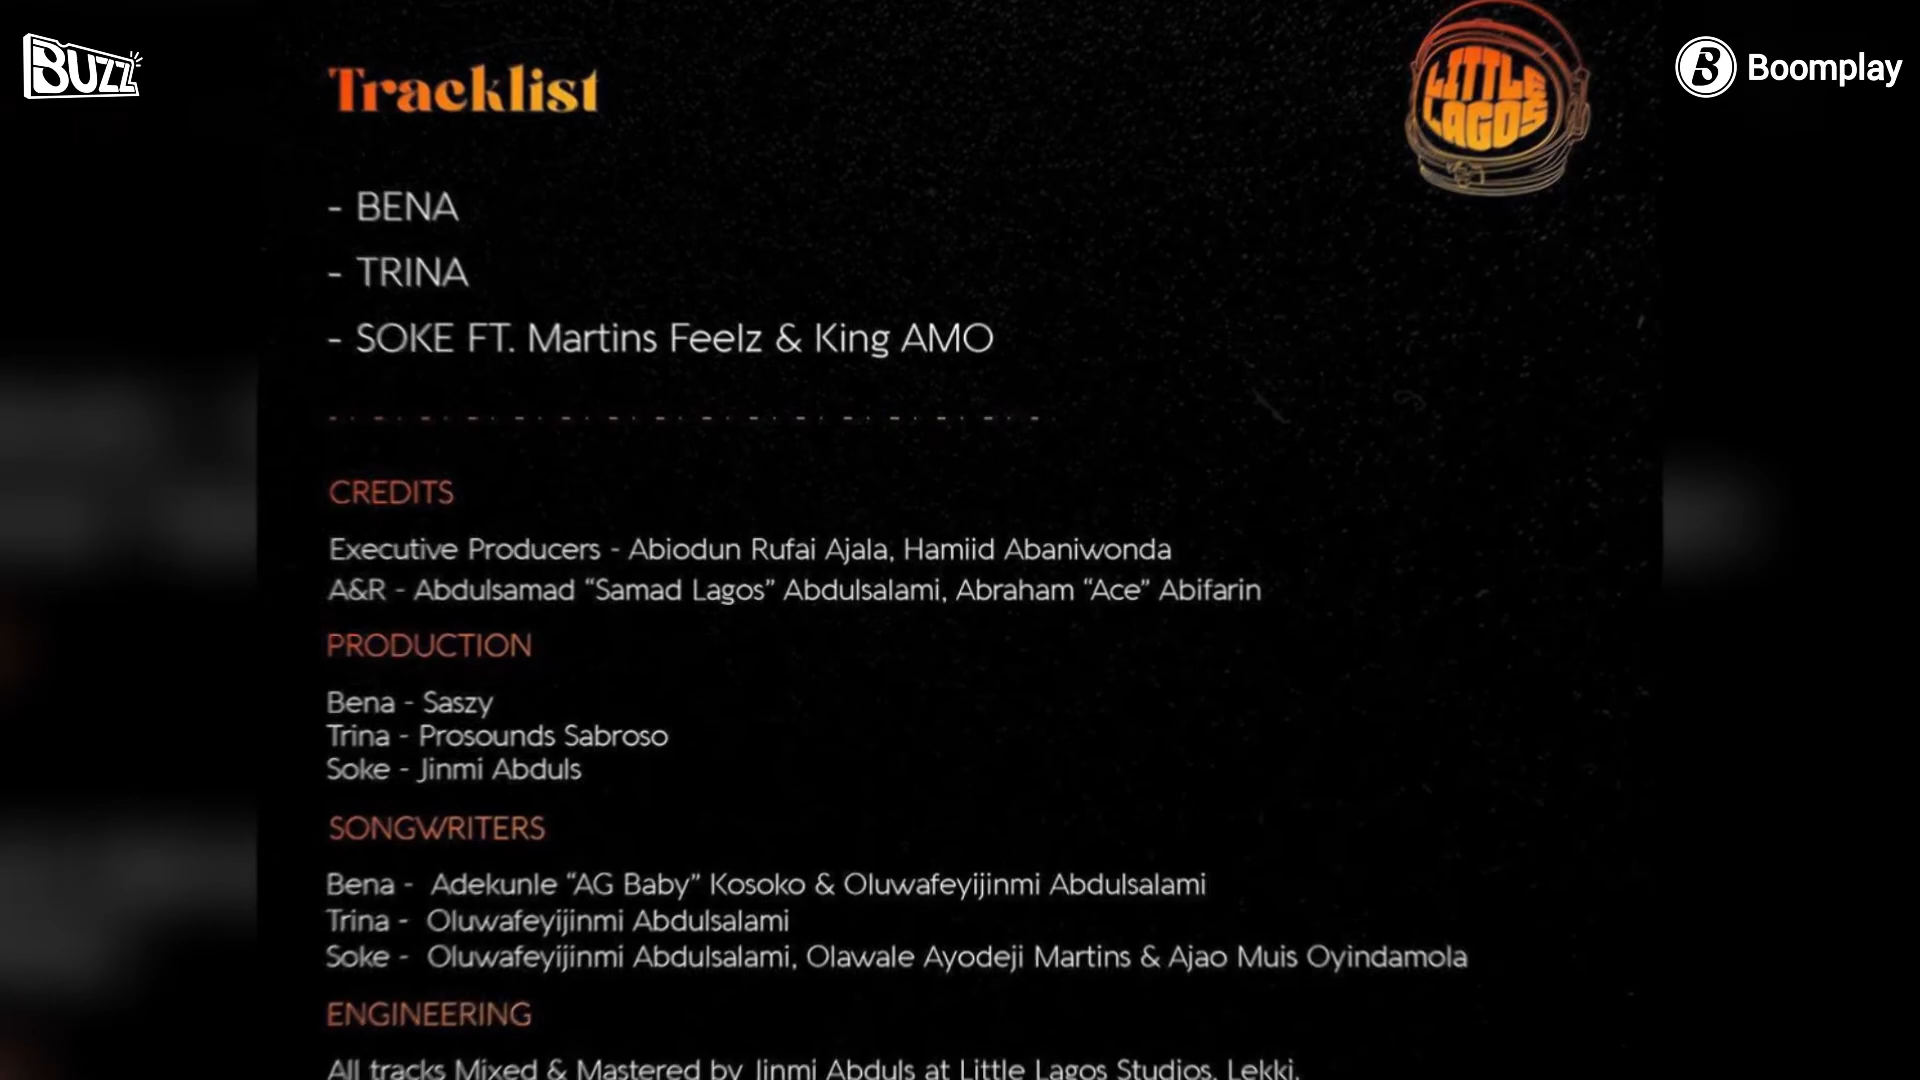 BUZZ
Boomplay
LITTLE
LAGOS
Tracklist
- BENA
- TRINA
- SOKE FT. Martins Feelz & King AMO
CREDITS
Executive Producers - Abiodun Rufai Ajala, Hamiid Abaniwonda
A&R - Abdulsamad “Samad Lagos” Abdulsalami, Abraham “Ace” Abifarin
PRODUCTION
Bena - Saszy
Trina - Prosounds Sabroso
Soke - Jinmi Abduls
SONGWRITERS
Bena - Adekunle “AG Baby” Kosoko & Oluwafeyijinmi Abdulsalami
Trina - Oluwafeyijinmi Abdulsalami
Soke - Oluwafeyijinmi Abdulsalami, Olawale Ayodeji Martins & Ajao Muis Oyindamola
ENGINEERING
All tracks Mixed & Mastered by Jinmi Abduls at Little Lagos Studios, Lekki.